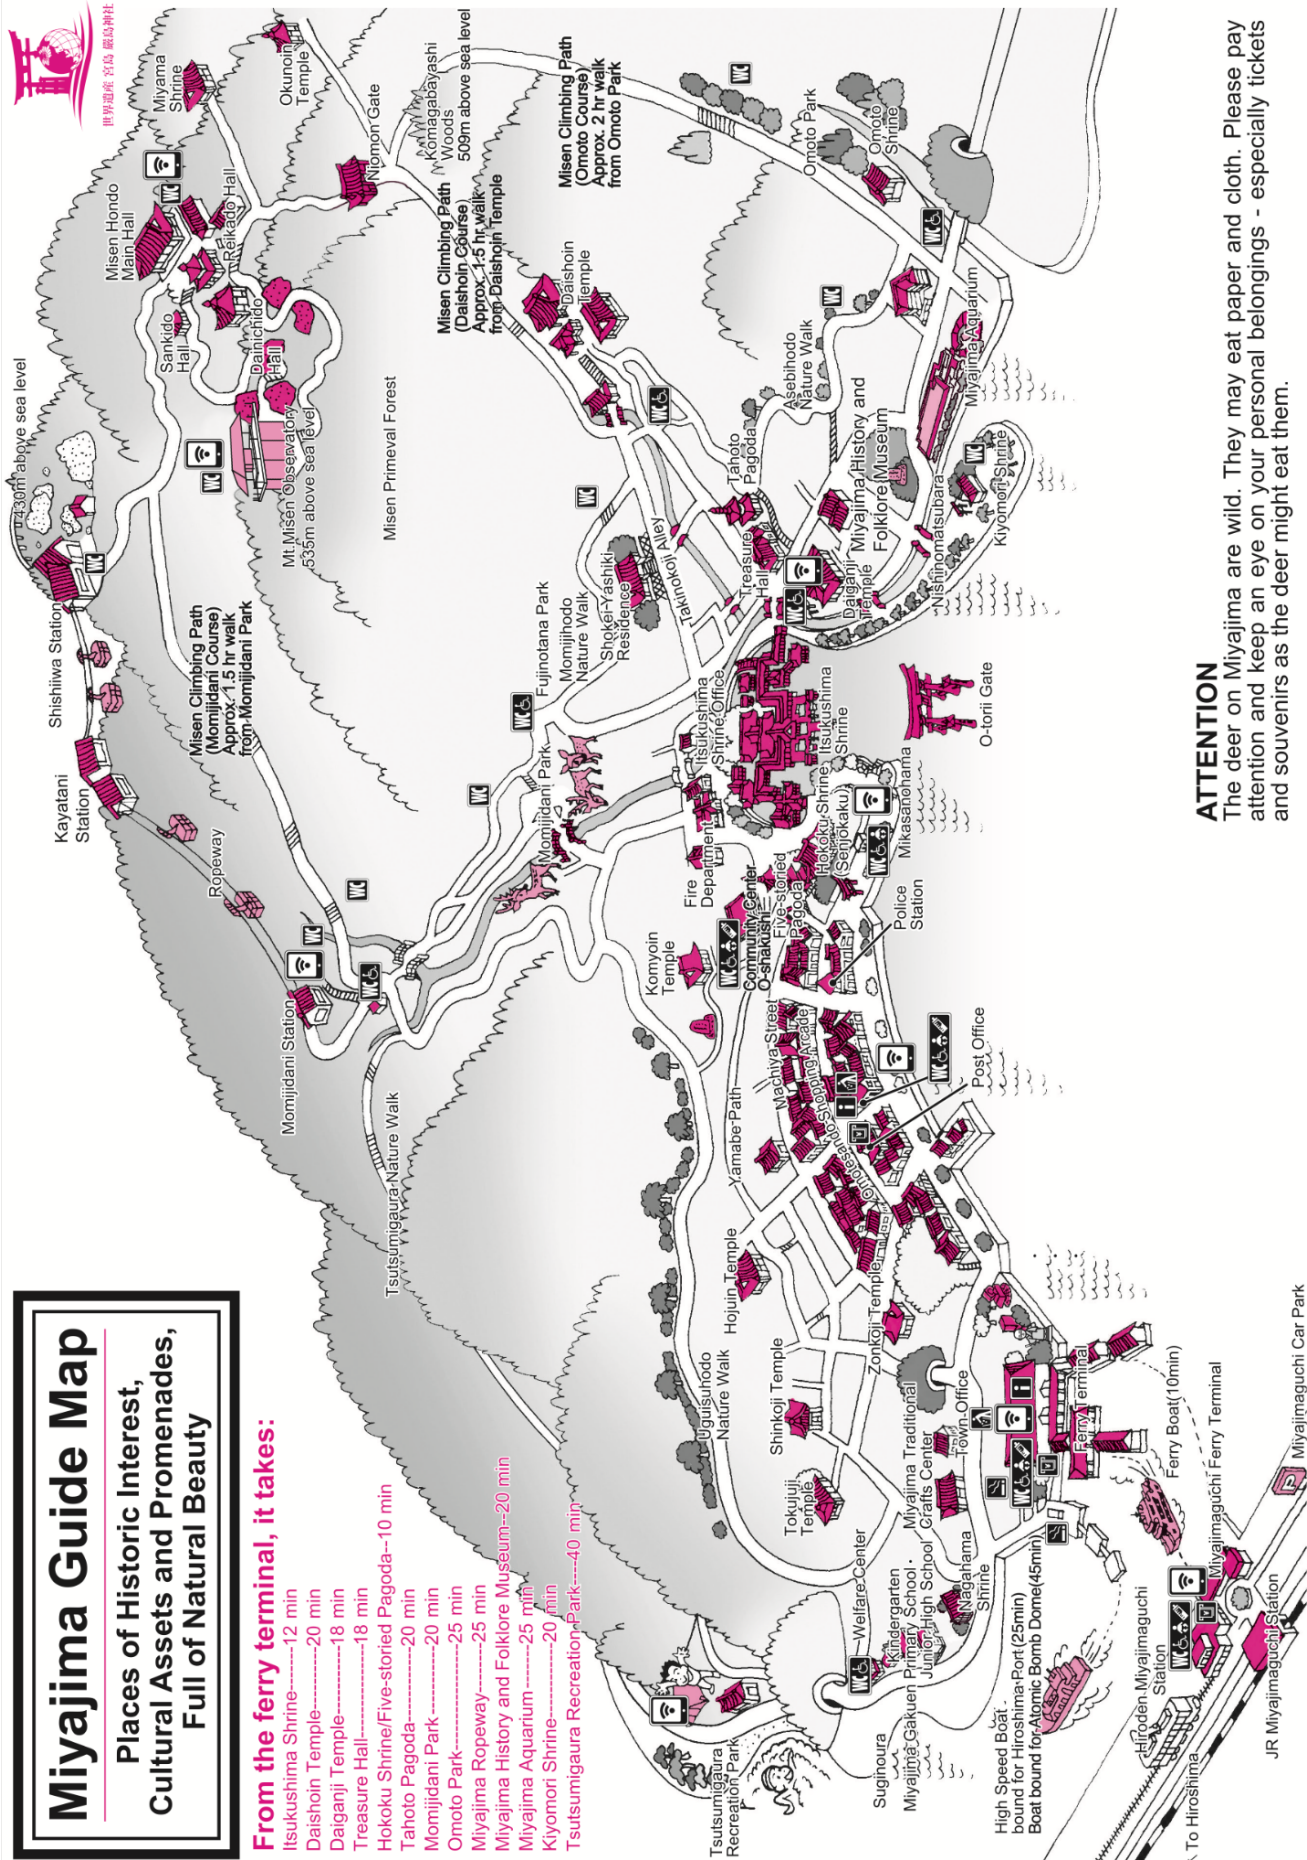 Miyajima Guide Map
Places of Historic Interest,
Cultural Assets and Promenades,
Full of Natural Beauty
From the ferry terminal, it takes:
Itsukushima Shrine-----12 min
Daishoin Temple--------20 min
Daiganji Temple---------18 min
Treasure Hall------------18 min
Hokoku Shrine/Five-storied Pagoda--10 min
Tahoto Pagoda---------20 min
Momijidani Park--------20 min
Omoto Park------------25 min
Miyajima Ropeway----25 min
Miyajima History and Folklore Museum--20 min
Miyajima Aquarium----25 min
Kiyomori Shrine--------20 min
Tsutsumigaura Recreation Park----40 min
世界遺産 宮島 嚴島神社
430m above sea level
Shishiiwa Station
Kayatani
Station
Ropeway
Momijidani Station
WC
Misen Hondo
Main Hall
Miyama
Shrine
Okunoin
Temple
Reikado Hall
Sankido
Hall
Dainichido
Hall
Niomon Gate
Komagabayashi
Woods
509m above sea level
Mt.Misen Observatory
535m above sea level
Misen Primeval Forest
Misen Climbing Path
(Momijidani Course)
Approx. 1.5 hr walk
from Momijidani Park
Misen Climbing Path
(Daishoin Course)
Approx. 1.5 hr walk
from Daishoin Temple
Misen Climbing Path
(Omoto Course)
Approx. 2 hr walk
from Omoto Park
Daishoin
Temple
Omoto Park
Omoto
Shrine
Asebihodo
Nature Walk
Tahoto
Pagoda
Treasure
Hall
Miyajima History and
Folklore Museum
Miyajima Aquarium
Daiganji
Temple
Nishinomatsubara
Kiyomori Shrine
Takinokoji Alley
Shoke Yashiki
Residence
Momijihodo
Nature Walk
Fujinotana Park
Momijidani Park
Itsukushima
Shrine Office
Itsukushima
Shrine
O-torii Gate
Fire
Department
Hokoku Shrine
(Senjokaku)
Mikasanohama
Five-storied
Pagoda
Community Center
O-shakushi
Police
Station
Komyoin
Temple
Machiya Street
Omotesando Shopping Arcade
Post Office
Yamabe Path
Tsutsumigaura Nature Walk
Hojuin Temple
Uguisuhodo
Nature Walk
Shinkoji Temple
Zonkoji Temple
Tokujuji
Temple
Miyajima Traditional
Crafts Center
Town Office
Ferry Terminal
Welfare Center
Kindergarten
Miyajima Gakuen Primary School
Junior High School
Nagahama
Shrine
Suginoura
Tsutsumigaura
Recreation Park
High Speed Boat
bound for Hiroshima Port(25min)
Boat bound for Atomic Bomb Dome(45min)
Ferry Boat(10min)
Miyajimaguchi Ferry Terminal
P
Miyajimaguchi Car Park
Hiroden-Miyajimaguchi
Station
JR Miyajimaguchi Station
To Hiroshima
ATTENTION
The deer on Miyajima are wild. They may eat paper and cloth. Please pay
attention and keep an eye on your personal belongings - especially tickets
and souvenirs as the deer might eat them.